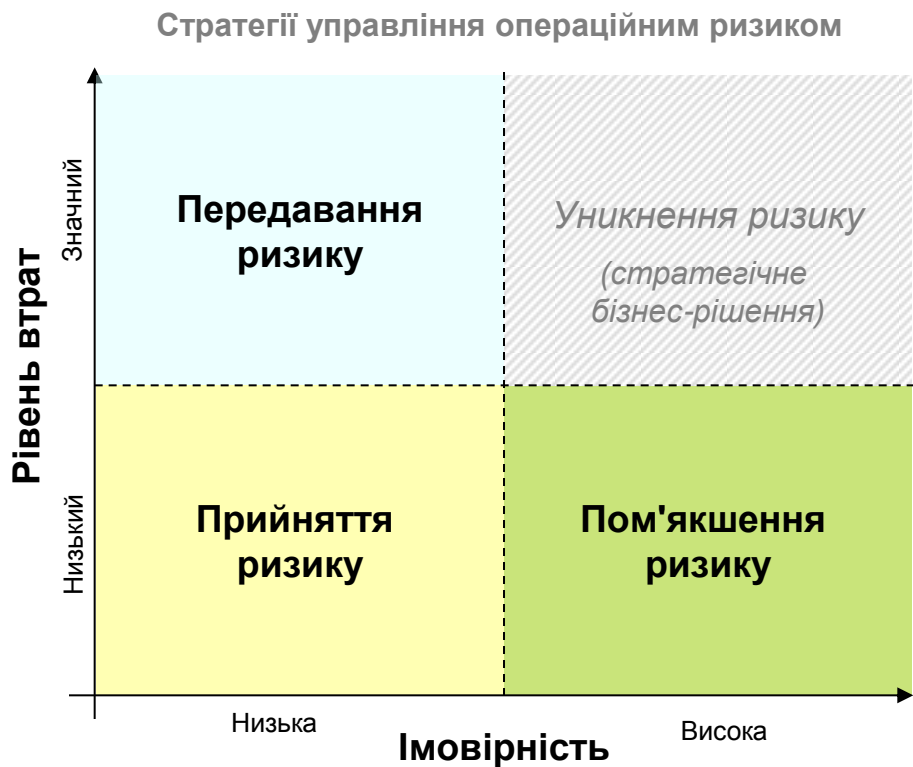 Стратегії управління операційним ризиком
Рівень втрат
Значний
Передавання
ризику
Уникнення ризику
(стратегічне
бізнес-рішення)
Низький
Прийняття
ризику
Пом'якшення
ризику
Низька
Висока
Імовірність